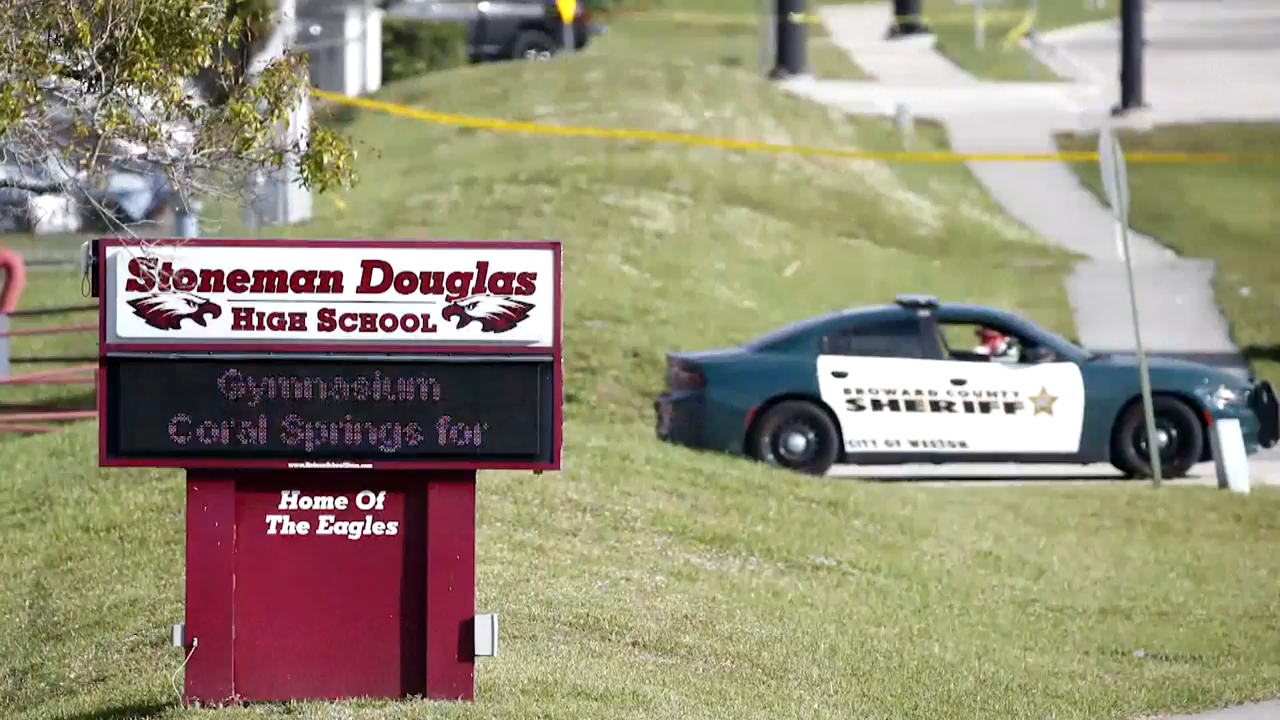 Stoneman Douglas
HIGH SCHOOL
Gymnasium
Coral Springs for
Home Of
The Eagles
BROWARD COUNTY
SHERIFF
CITY OF WESTON